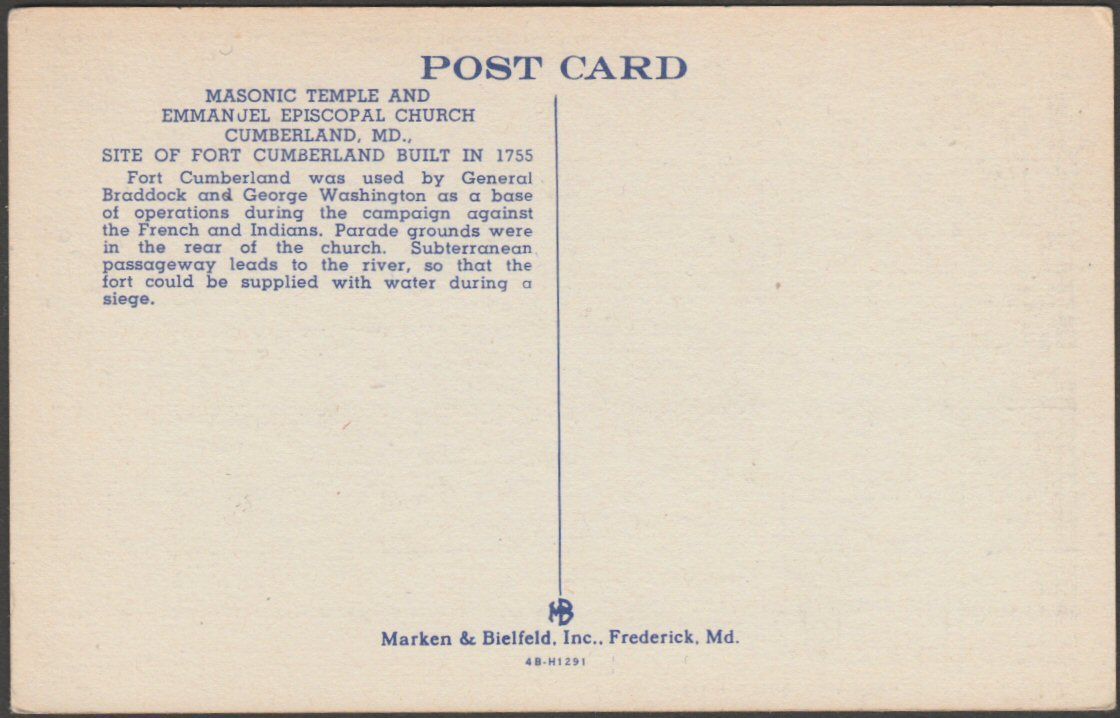 POST CARD
MASONIC TEMPLE AND
EMMANUEL EPISCOPAL CHURCH
CUMBERLAND, MD.,
SITE OF FORT CUMBERLAND BUILT IN 1755
Fort Cumberland was used by General
Braddock and George Washington as a base
of operations during the campaign against
the French and Indians. Parade grounds were
in the rear of the church. Subterranean
passageway leads to the river, so that the
fort could be supplied with water during a
siege.
MB
Marken & Bielfeld, Inc., Frederick, Md.
4B-H1291